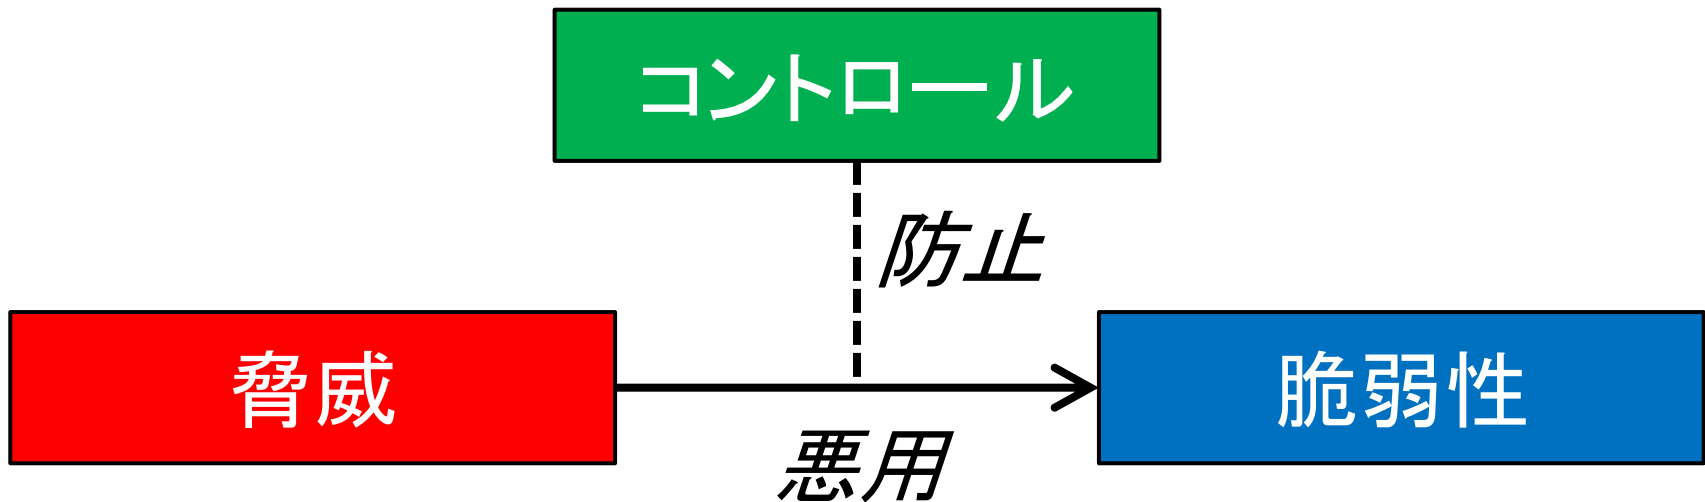 コントロール
防止
脅威
脆弱性
悪用